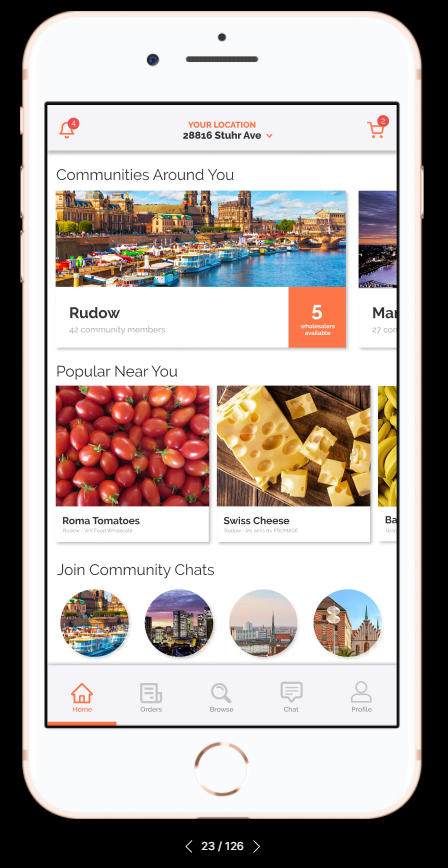 4
YOUR LOCATION
28816 Stuhr Ave
2
Communities Around You
Rudow
42 community members
5
wholesalers
available
Mar
27 con
Popular Near You
Roma Tomatoes
Rudow - WV Food Wholesale
Swiss Cheese
Rudow - les amis du FROMAGE
Ba
Join Community Chats
Home
Orders
Browse
Chat
Profile
23 / 126